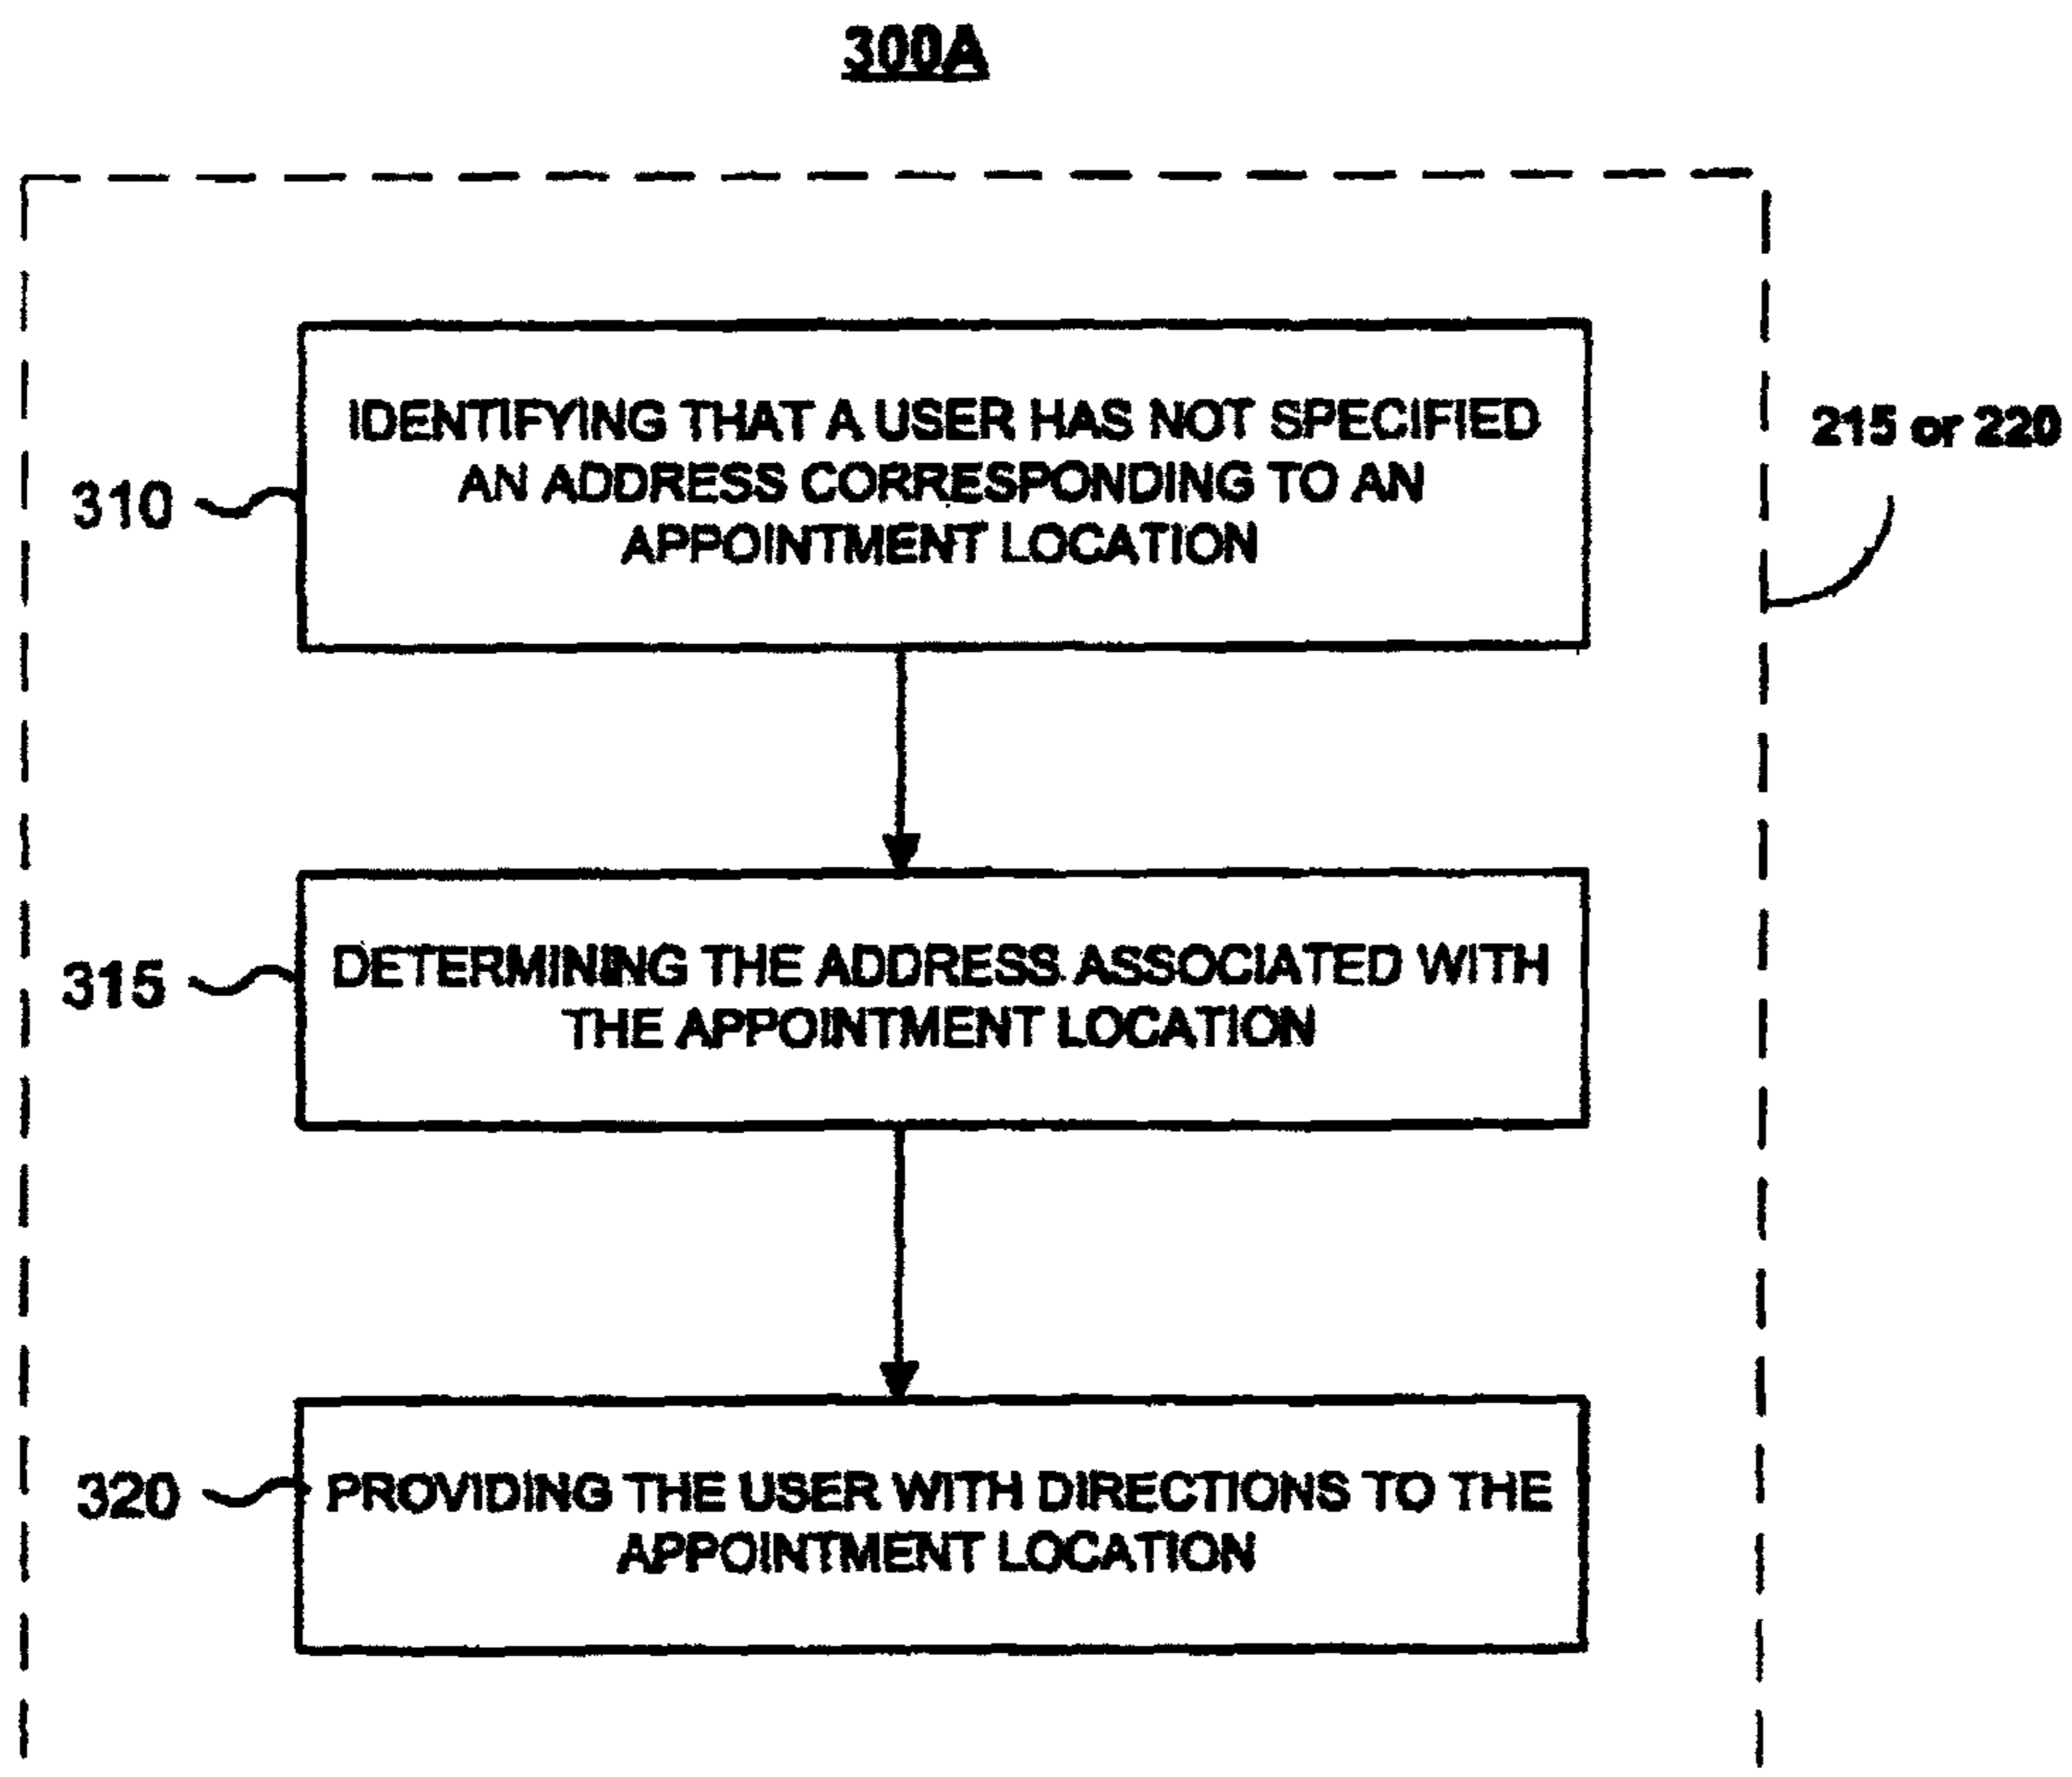 300A
IDENTIFYING THAT A USER HAS NOT SPECIFIED
AN ADDRESS CORRESPONDING TO AN
APPOINTMENT LOCATION
310
215 or 220
DETERMINING THE ADDRESS ASSOCIATED WITH
THE APPOINTMENT LOCATION
315
PROVIDING THE USER WITH DIRECTIONS TO THE
APPOINTMENT LOCATION
320